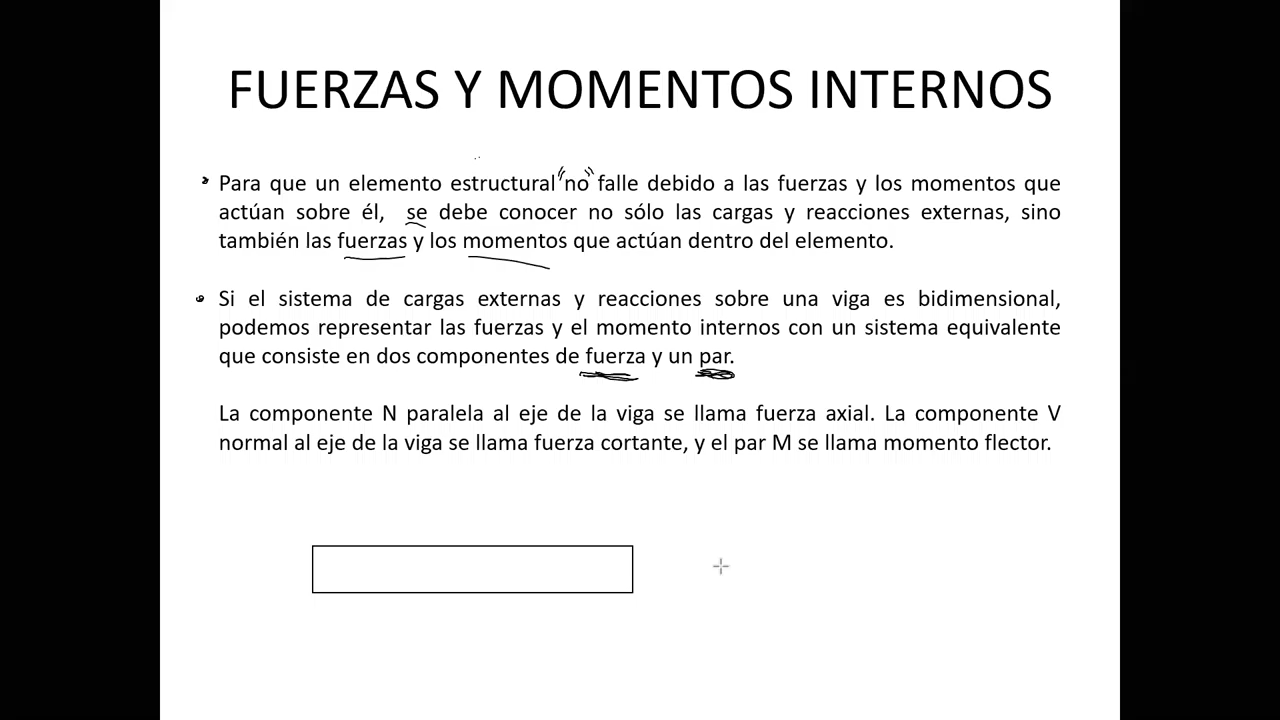 FUERZAS Y MOMENTOS INTERNOS
Para que un elemento estructural "no" falle debido a las fuerzas y los momentos que
actúan sobre él, se debe conocer no sólo las cargas y reacciones externas, sino
también las fuerzas y los momentos que actúan dentro del elemento.
Si el sistema de cargas externas y reacciones sobre una viga es bidimensional,
podemos representar las fuerzas y el momento internos con un sistema equivalente
que consiste en dos componentes de fuerza y un par.
La componente N paralela al eje de la viga se llama fuerza axial. La componente V
normal al eje de la viga se llama fuerza cortante, y el par M se llama momento flector.